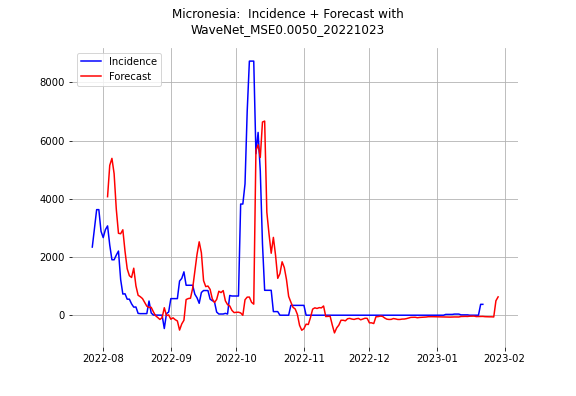 Micronesia:  Incidence + Forecast with
WaveNet_MSE0.0050_20221023
Incidence
Forecast
8000
6000
4000
2000
0
2022-08 2022-09 2022-10 2022-11 2022-12 2023-01 2023-02